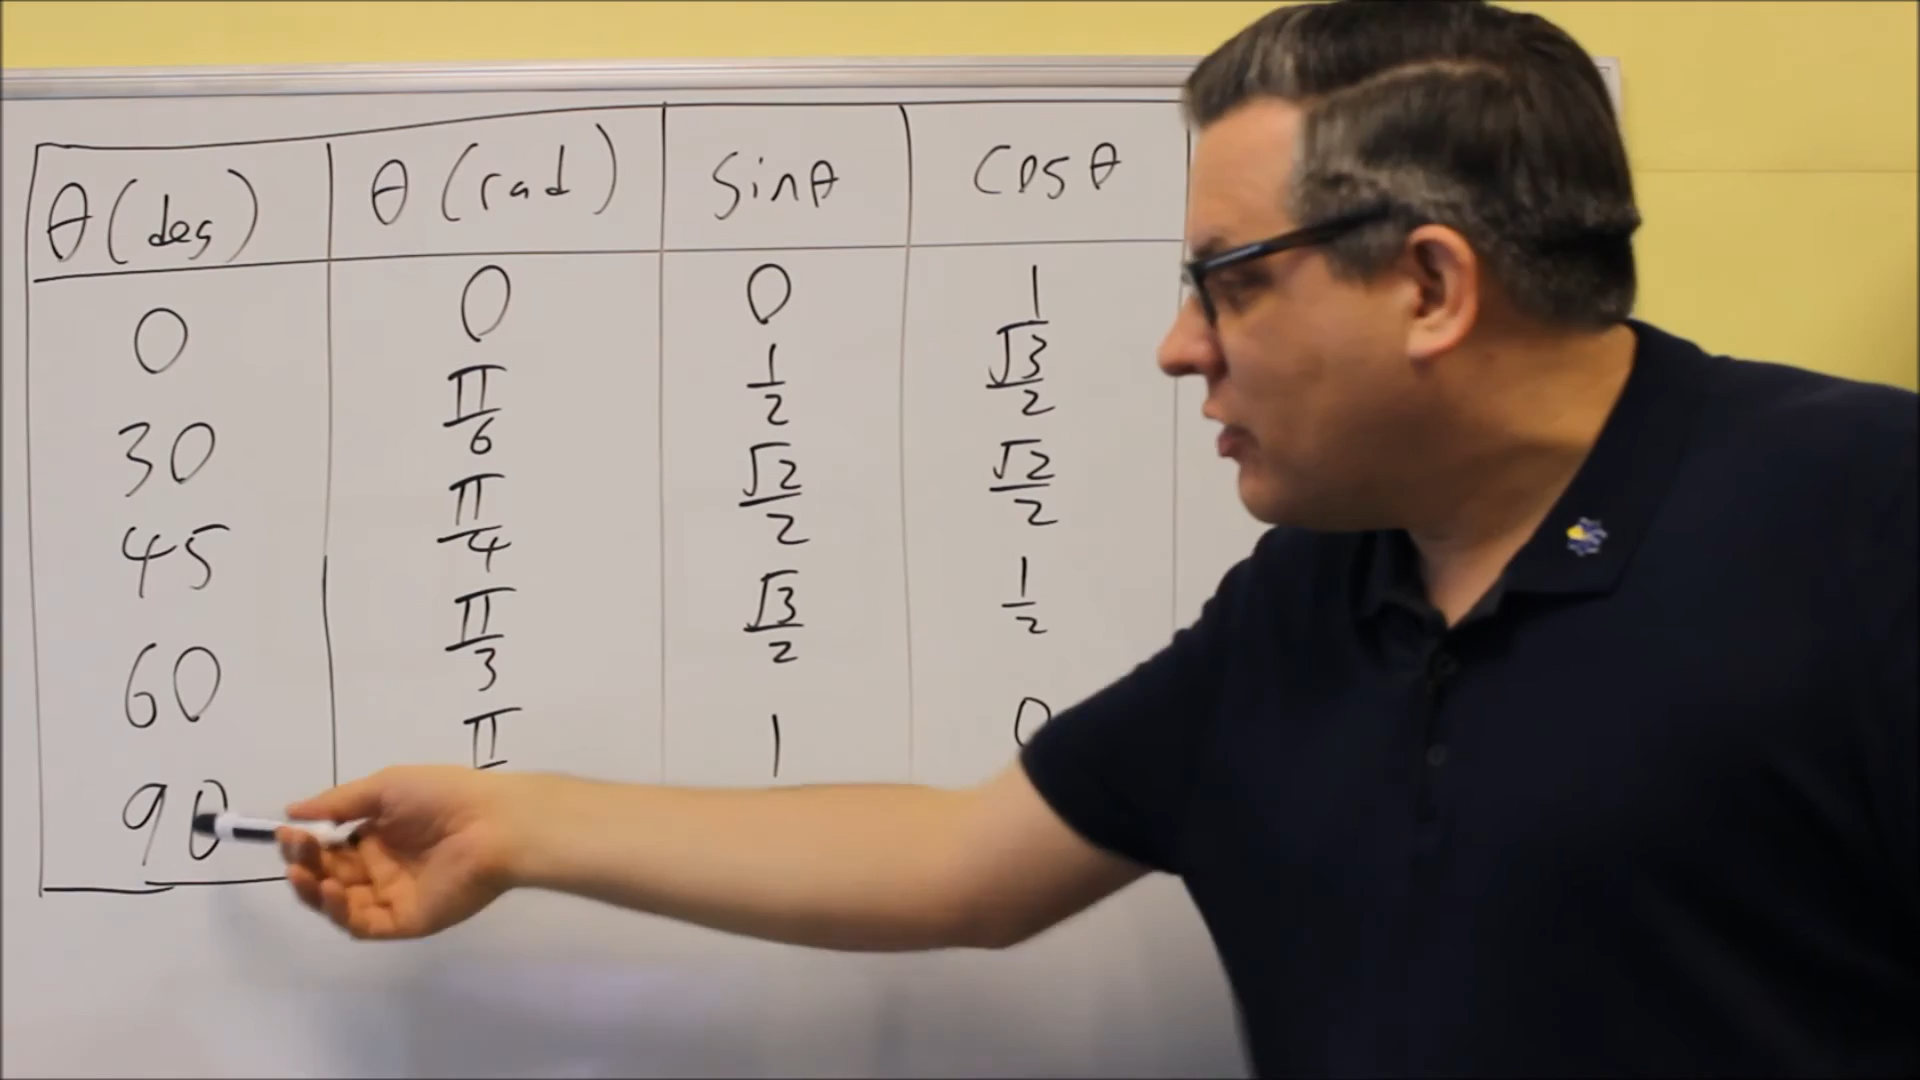 θ (deg) θ (rad) sinθ cosθ
0 0 0 1
30 π/6 1/2 √3/2
45 π/4 √2/2 √2/2
60 π/3 √3/2 1/2
90 π 1 0